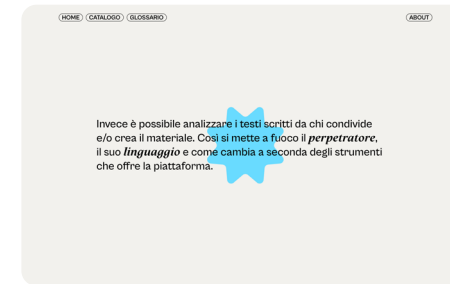 HOME CATALOGO GLOSSARIO ABOUT
Invece è possibile analizzare i testi scritti da chi condivide
e/o crea il materiale. Così si mette a fuoco il perpetratore,
il suo linguaggio e come cambia a seconda degli strumenti
che offre la piattaforma.